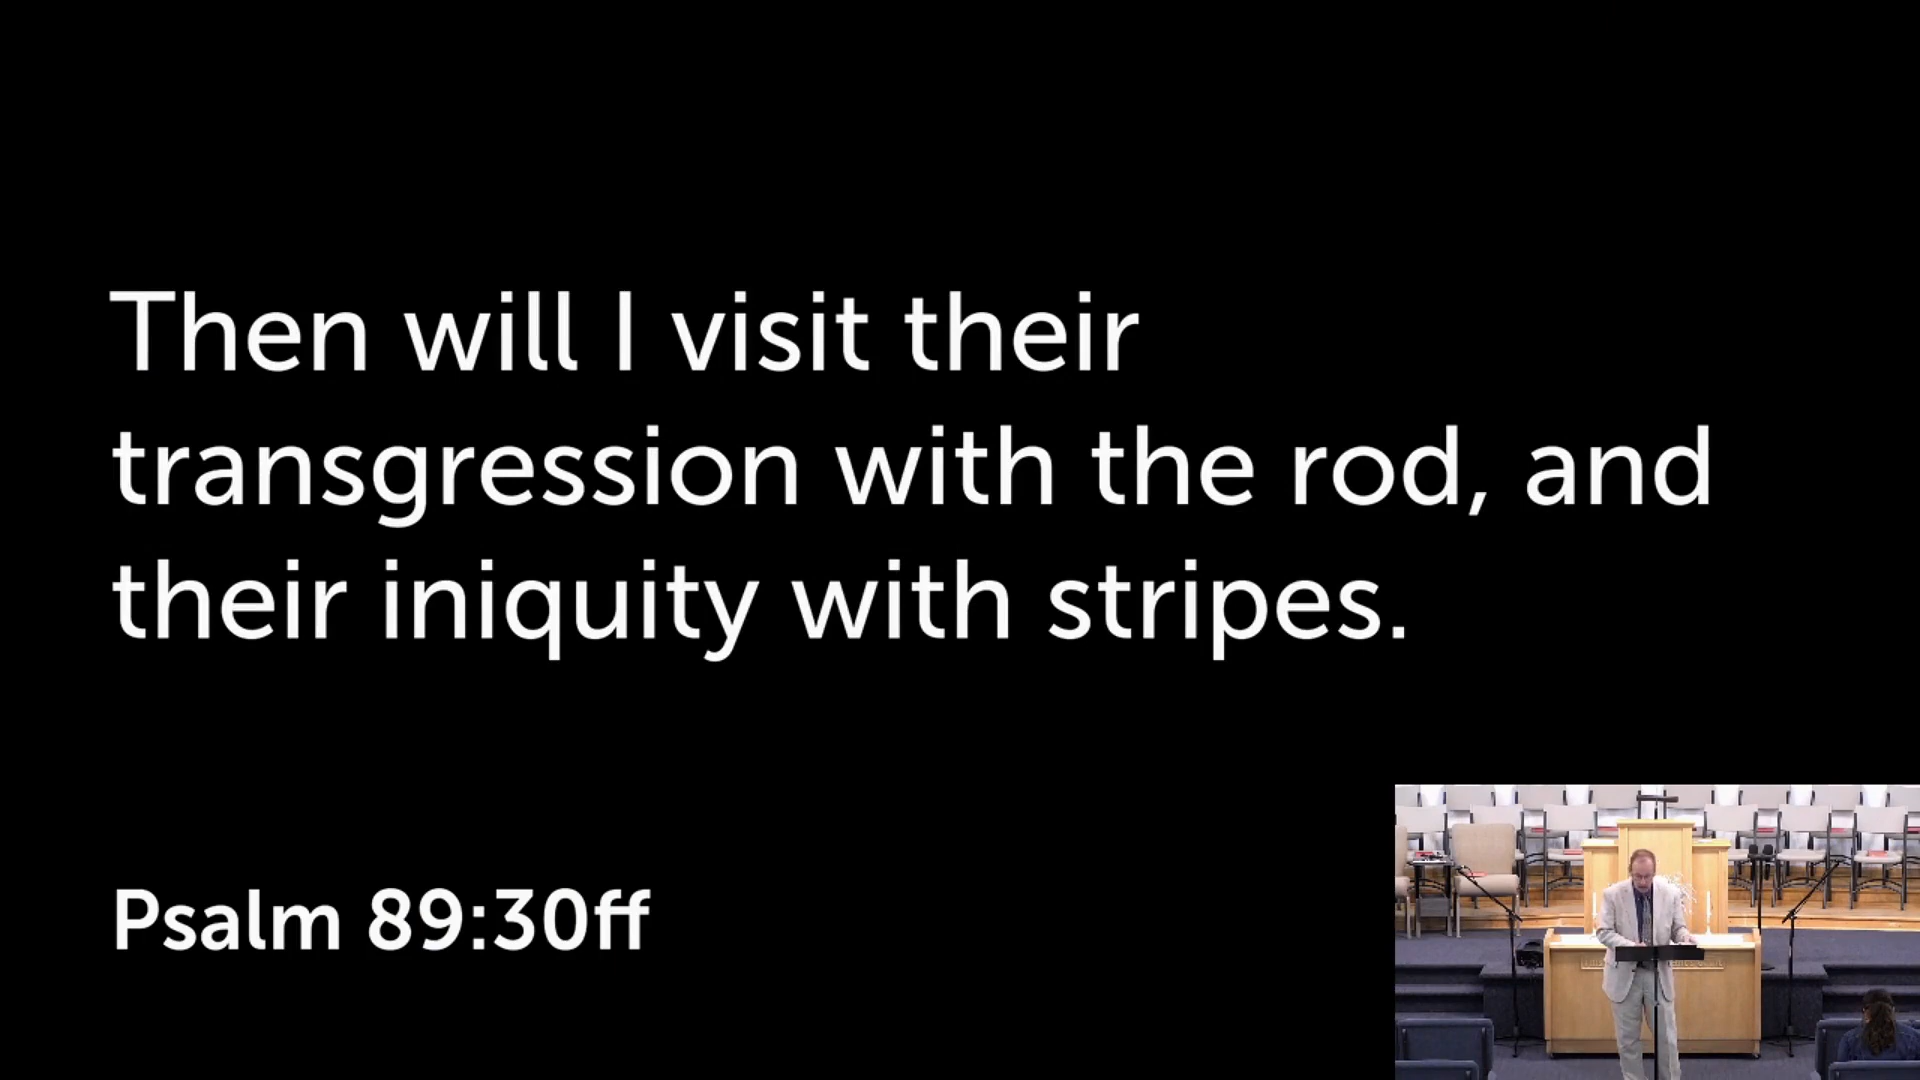 Then will I visit their
transgression with the rod, and
their iniquity with stripes.
Psalm 89:30ff